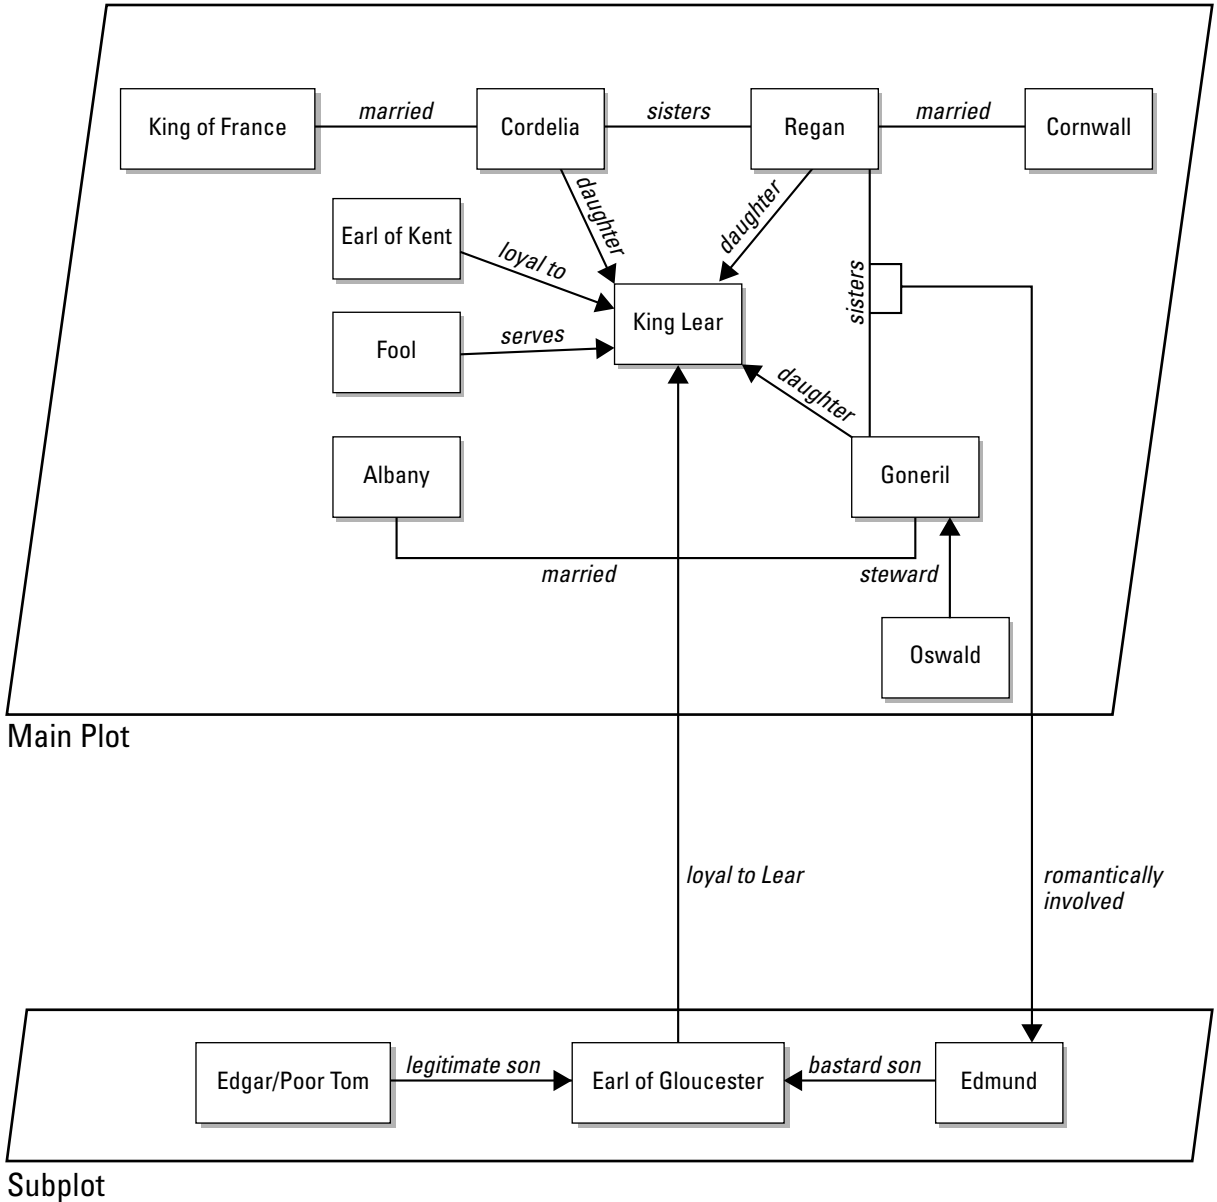 King of France
married
Cordelia
sisters
Regan
married
Cornwall
daughter
daughter
Earl of Kent
loyal to
King Lear
sisters
Fool
serves
daughter
Albany
Goneril
married
steward
Oswald
Main Plot
loyal to Lear
romantically
involved
Edgar/Poor Tom
legitimate son
Earl of Gloucester
bastard son
Edmund
Subplot